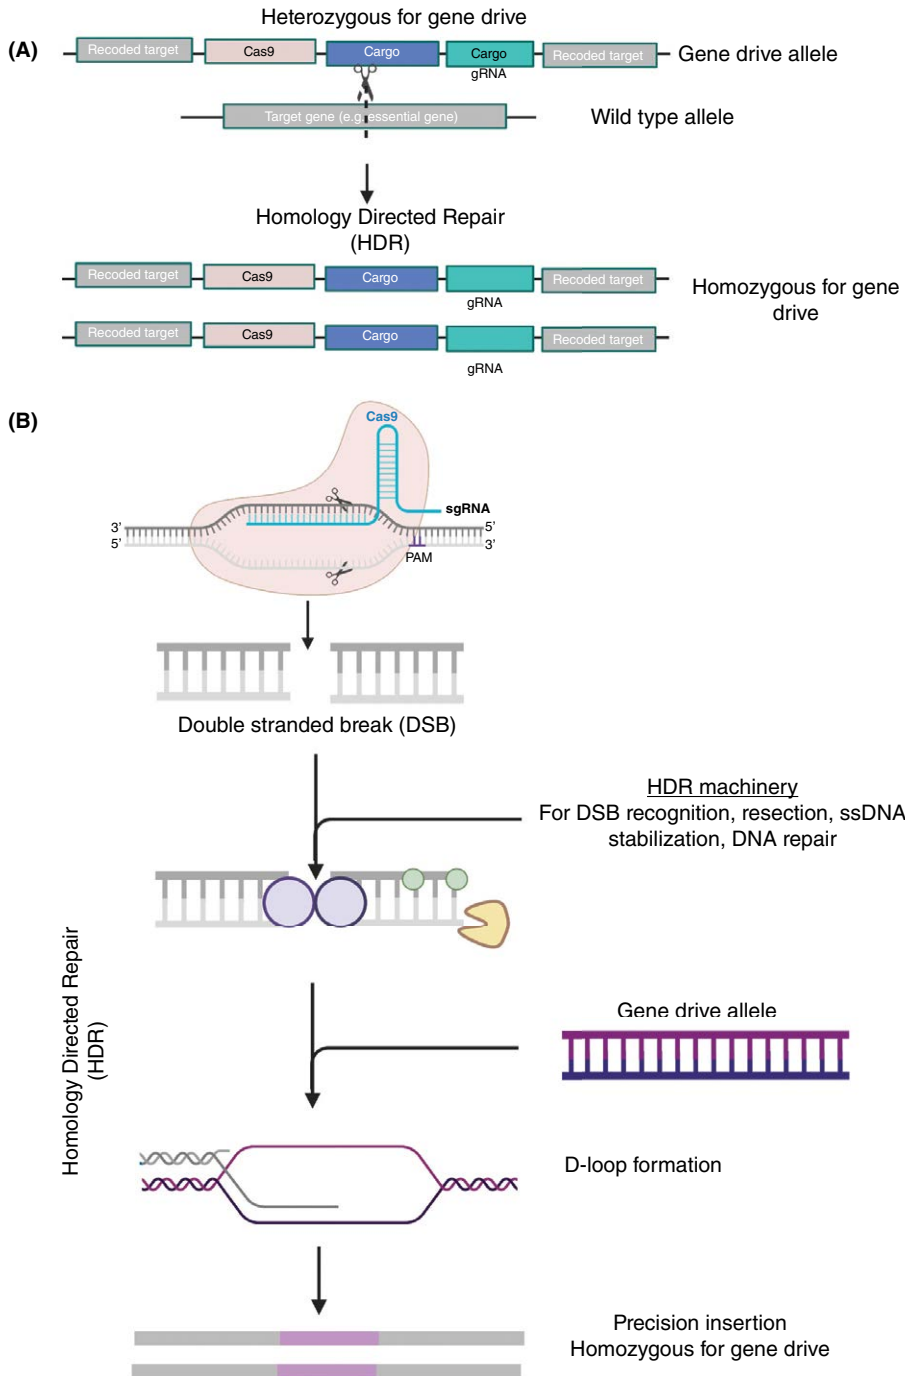 (A)
Heterozygous for gene drive
Recoded target Cas9 Cargo Cargo Recoded target Gene drive allele
gRNA
Target gene (e.g. essential gene) Wild type allele
Homology Directed Repair
(HDR)
Recoded target Cas9 Cargo Recoded target
gRNA
Homozygous for gene
drive
Recoded target Cas9 Cargo Recoded target
gRNA
(B)
Cas9
sgRNA
3’ 5’
5’ 3’
PAM
Double stranded break (DSB)
HDR machinery
For DSB recognition, resection, ssDNA
stabilization, DNA repair
Homology Directed Repair
(HDR)
Gene drive allele
D-loop formation
Precision insertion
Homozygous for gene drive